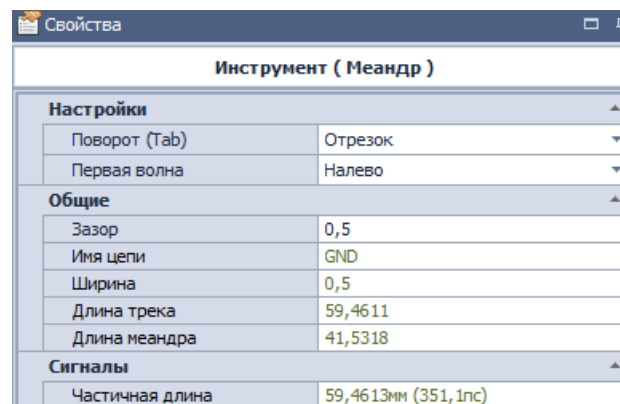 Свойства
Инструмент ( Меандр )
Настройки
Поворот (Tab) Отрезок
Первая волна Налево
Общие
Зазор 0,5
Имя цепи GND
Ширина 0,5
Длина трека 59,4611
Длина меандра 41,5318
Сигналы
Частичная длина 59,4613мм (351,1пс)